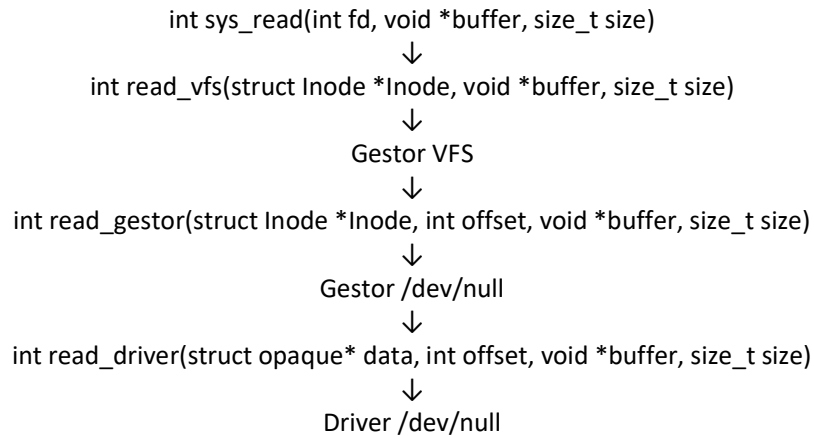 int sys_read(int fd, void *buffer, size_t size)
↓
int read_vfs(struct Inode *Inode, void *buffer, size_t size)
↓
Gestor VFS
↓
int read_gestor(struct Inode *Inode, int offset, void *buffer, size_t size)
↓
Gestor /dev/null
↓
int read_driver(struct opaque* data, int offset, void *buffer, size_t size)
↓
Driver /dev/null